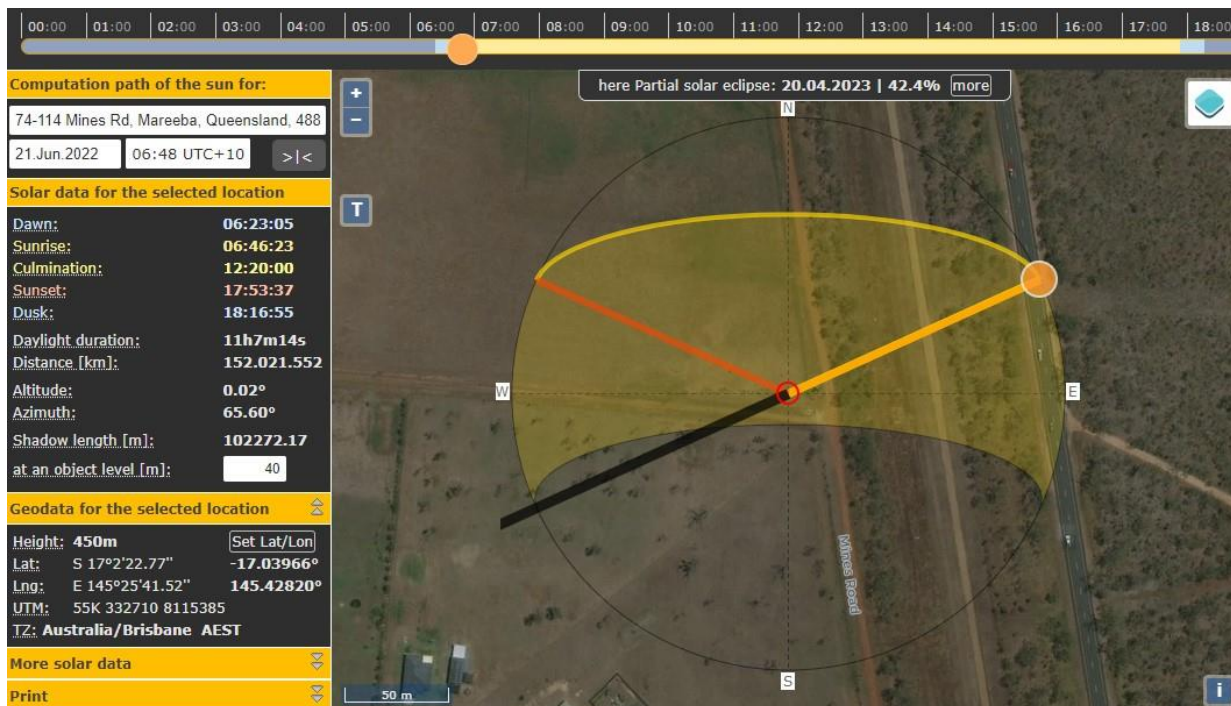 00:00 01:00 02:00 03:00 04:00 05:00 06:00 07:00 08:00 09:00 10:00 11:00 12:00 13:00 14:00 15:00 16:00 17:00 18:00
Computation path of the sun for:
74-114 Mines Rd, Mareeba, Queensland, 488
21.Jun.2022 06:48 UTC+10 >|<
Solar data for the selected location
Dawn: 06:23:05
Sunrise: 06:46:23
Culmination: 12:20:00
Sunset: 17:53:37
Dusk: 18:16:55
Daylight duration: 11h7m14s
Distance [km]: 152.021.552
Altitude: 0.02°
Azimuth: 65.60°
Shadow length [m]: 102272.17
at an object level [m]: 40
Geodata for the selected location
Height: 450m Set Lat/Lon
Lat: S 17°2'22.77'' -17.03966°
Lng: E 145°25'41.52'' 145.42820°
UTM: 55K 332710 8115385
TZ: Australia/Brisbane AEST
More solar data
Print
+
−
T
here Partial solar eclipse: 20.04.2023 | 42.4% more
N
W
E
S
Mines Road
50 m
i